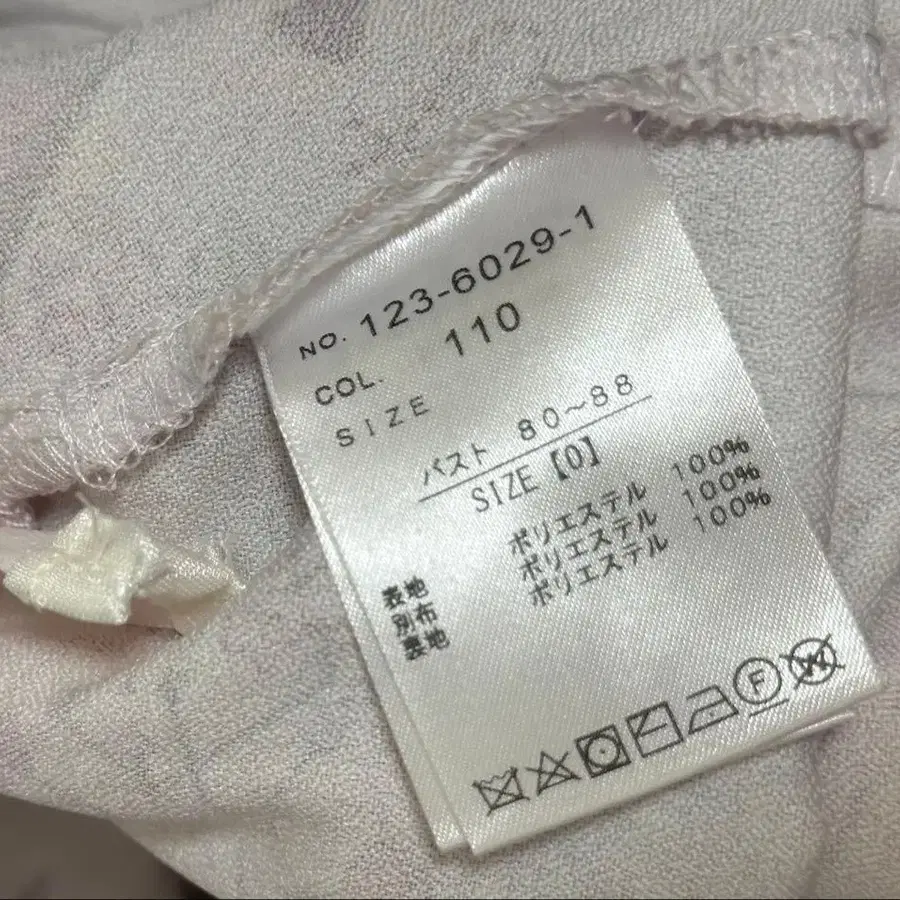 NO. 123-6029-1
COL. 110
SIZE
バスト 80～88
SIZE【0】
表地 ポリエステル 100%
別布 ポリエステル 100%
裏地 ポリエステル 100%
F
W